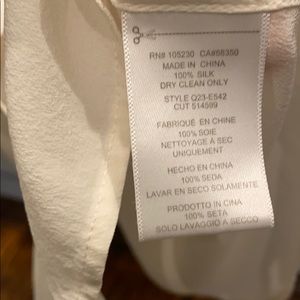 RN# 105230 CA#58350
MADE IN CHINA
100% SILK
DRY CLEAN ONLY
STYLE Q23-E542
CUT 514599
FABRIQUÉ EN CHINE
100% SOIE
NETTOYAGE À SEC
UNIQUEMENT
HECHO EN CHINA
100% SEDA
LAVAR EN SECO SOLAMENTE
PRODOTTO IN CINA
100% SETA
SOLO LAVAGGIO A SECCO